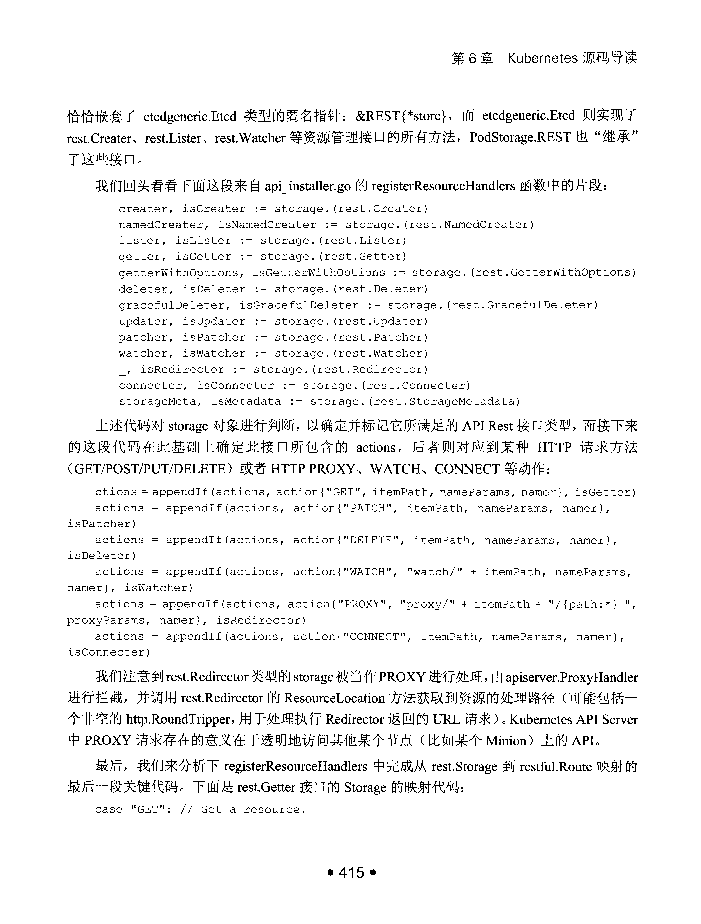 第 6 章 Kubernetes 源码导读
恰恰嵌套了 etcdgeneric.Etcd 类型的匿名指针：&REST{*store}，而 etcdgeneric.Etcd 则实现了
rest.Creater、rest.Lister、rest.Watcher 等资源管理接口的所有方法，PodStorage.REST 也“继承”
了这些接口。
我们回头看看下面这段来自 api_installer.go 的 registerResourceHandlers 函数中的片段：
creater, isCreater := storage.(rest.Creater)
namedCreater, isNamedCreater := storage.(rest.NamedCreater)
lister, isLister := storage.(rest.Lister)
getter, isGetter := storage.(rest.Getter)
getterWithOptions, isGetterWithOptions := storage.(rest.GetterWithOptions)
deleter, isDeleter := storage.(rest.Deleter)
gracefulDeleter, isGracefulDeleter := storage.(rest.GracefulDeleter)
updater, isUpdater := storage.(rest.Updater)
patcher, isPatcher := storage.(rest.Patcher)
watcher, isWatcher := storage.(rest.Watcher)
_, isRedirector := storage.(rest.Redirector)
connecter, isConnecter := storage.(rest.Connecter)
storageMeta, isMetadata := storage.(rest.StorageMetadata)
上述代码对 storage 对象进行判断，以确定并标记它所满足的 API Rest 接口类型，而接下来
的这段代码在此基础上确定此接口所包含的 actions，后者则对应到某种 HTTP 请求方法
（GET/POST/PUT/DELETE）或者 HTTP PROXY、WATCH、CONNECT 等动作：
ctions = appendIf(actions, action{"GET", itemPath, nameParams, namer}, isGetter)
actions = appendIf(actions, action{"PATCH", itemPath, nameParams, namer},
isPatcher)
actions = appendIf(actions, action{"DELETE", itemPath, nameParams, namer},
isDeleter)
actions = appendIf(actions, action{"WATCH", "watch/" + itemPath, nameParams,
namer}, isWatcher)
actions = appendIf(actions, action{"PROXY", "proxy/" + itemPath + "/{path:*}",
proxyParams, namer}, isRedirector)
actions = appendIf(actions, action{"CONNECT", itemPath, nameParams, namer},
isConnecter)
我们注意到 rest.Redirector 类型的 storage 被当作 PROXY 进行处理，由 apiserver.ProxyHandler
进行拦截，并调用 rest.Redirector 的 ResourceLocation 方法获取到资源的处理路径（可能包括一
个非空的 http.RoundTripper，用于处理执行 Redirector 返回的 URL 请求）。Kubernetes API Server
中 PROXY 请求存在的意义在于透明地访问其他某个节点（比如某个 Minion）上的 API。
最后，我们来分析下 registerResourceHandlers 中完成从 rest.Storage 到 restful.Route 映射的
最后一段关键代码，下面是 rest.Getter 接口的 Storage 的映射代码：
case "GET": // Get a resource.
• 415 •